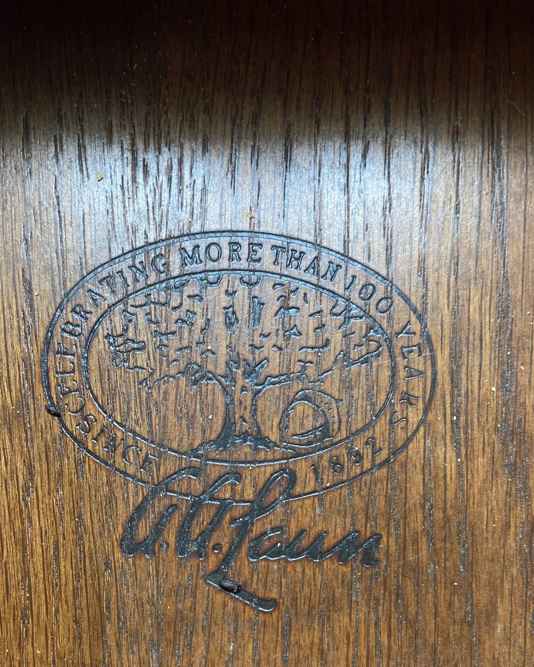 CELEBRATING MORE THAN 100 YEARS
SINCE
A.A. Laun